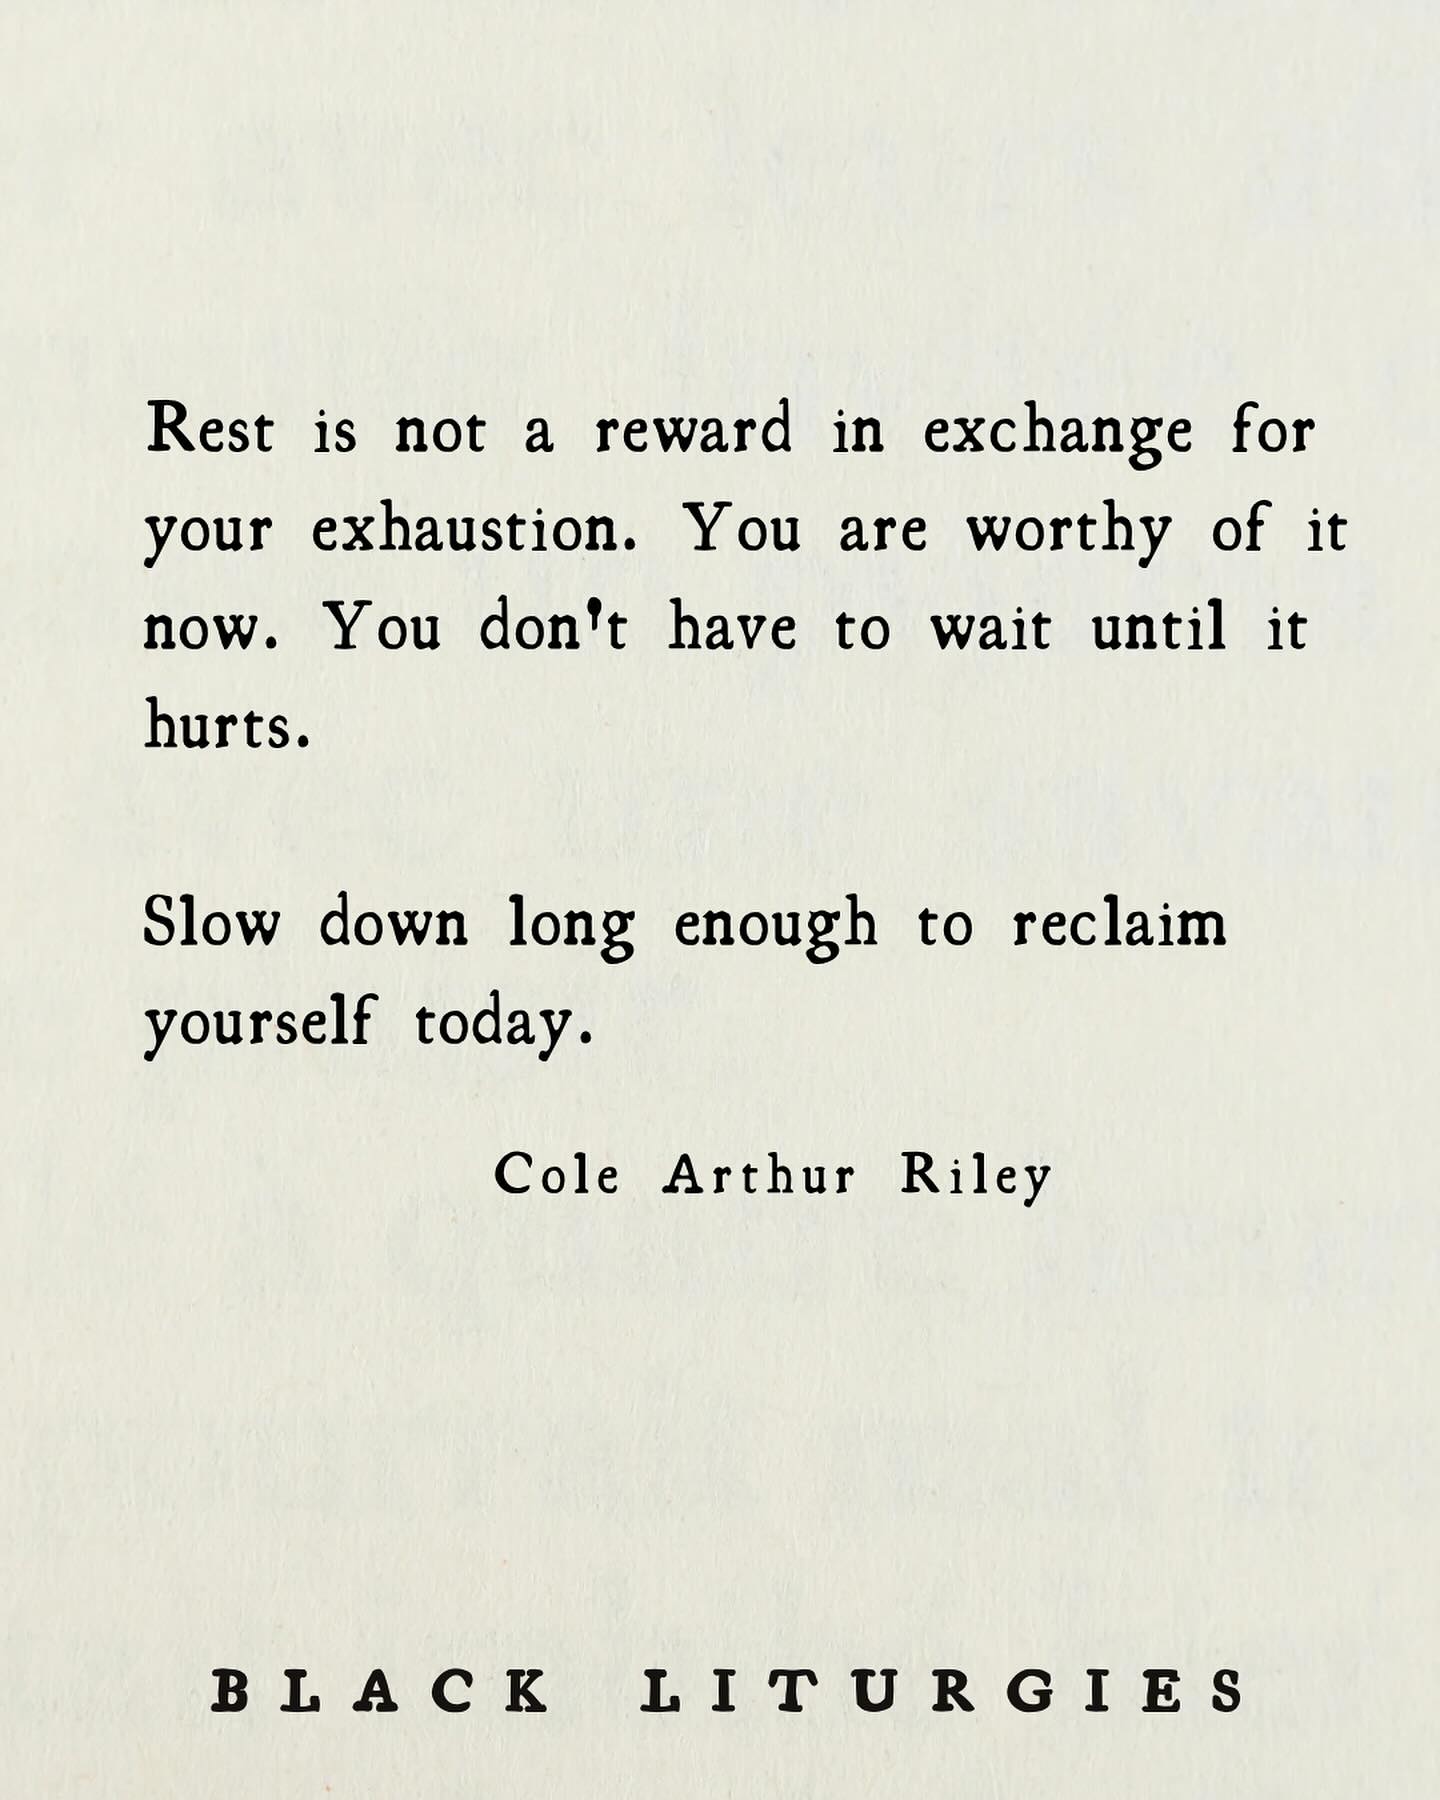 Rest is not a reward in exchange for
your exhaustion. You are worthy of it
now. You don't have to wait until it
hurts.
Slow down long enough to reclaim
yourself today.
Cole Arthur Riley
BLACK LITURGIES